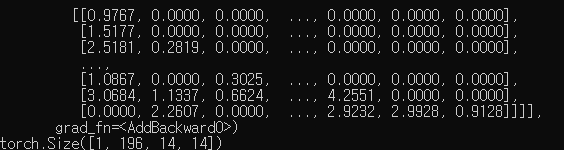 [[0.9767, 0.0000, 0.0000,  ..., 0.0000, 0.0000, 0.0000],
[1.5177, 0.0000, 0.0000,  ..., 0.0000, 0.0000, 0.0000],
[2.5181, 0.2819, 0.0000,  ..., 0.0000, 0.0000, 0.0000],
...,
[1.0867, 0.0000, 0.3025,  ..., 0.0000, 0.0000, 0.0000],
[3.0684, 1.1337, 0.6624,  ..., 4.2551, 0.0000, 0.0000],
[0.0000, 2.2607, 0.0000,  ..., 2.9232, 2.9928, 0.9128]]]],
grad_fn=<AddBackward0>)
torch.Size([1, 196, 14, 14])